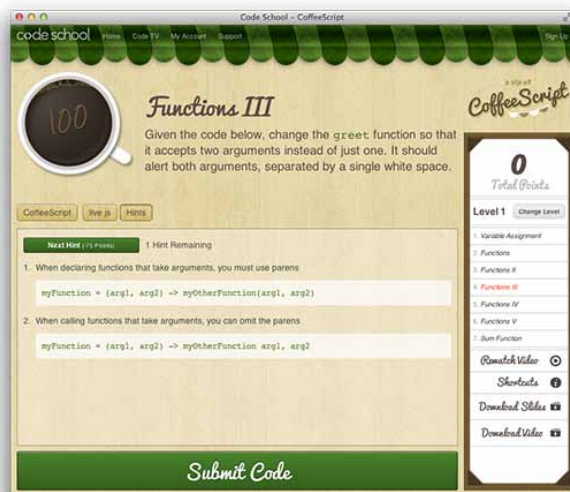 Code School – CoffeeScript
code school Home Code TV My Account Support Sign Up
100
Functions III
Given the code below, change the greet function so that
it accepts two arguments instead of just one. It should
alert both arguments, separated by a single white space.
a sip of
CoffeeScript
0
Total Points
Level 1 Change Level
1. Variable Assignment
2. Functions
3. Functions II
4. Functions III
5. Functions IV
6. Functions V
7. Sum Function
Rewatch Video
Shortcuts
Download Slides
Download Video
CoffeeScript live js Hints
Next Hint (-75 Points) 1 Hint Remaining
1. When declaring functions that take arguments, you must use parens
myFunction = (arg1, arg2) -> myOtherFunction(arg1, arg2)
2. When calling functions that take arguments, you can omit the parens
myFunction = (arg1, arg2) -> myOtherFunction arg1, arg2
Submit Code